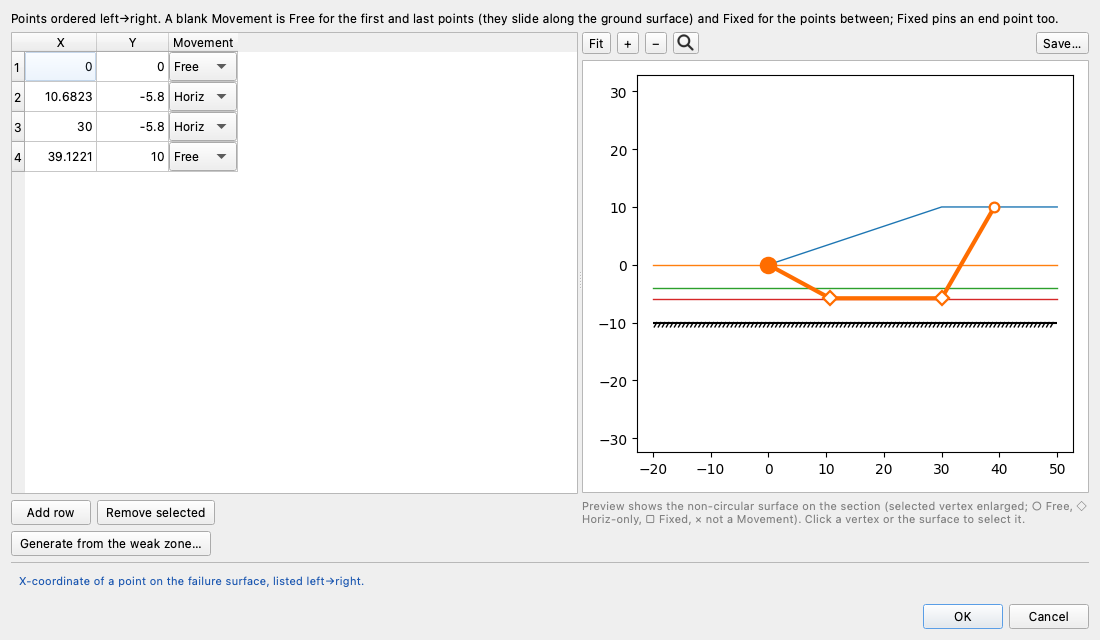 Points ordered left→right. A blank Movement is Free for the first and last points (they slide along the ground surface) and Fixed for the points between; Fixed pins an end point too.
X Y Movement
1 0 0 Free
2 10.6823 -5.8 Horiz
3 30 -5.8 Horiz
4 39.1221 10 Free
Add row Remove selected
Generate from the weak zone...
Fit + − Save...
30
20
10
0
−10
−20
−30
−20 −10 0 10 20 30 40 50
Preview shows the non-circular surface on the section (selected vertex enlarged; ○ Free, ◇
Horiz-only, □ Fixed, × not a Movement). Click a vertex or the surface to select it.
X-coordinate of a point on the failure surface, listed left→right.
OK Cancel